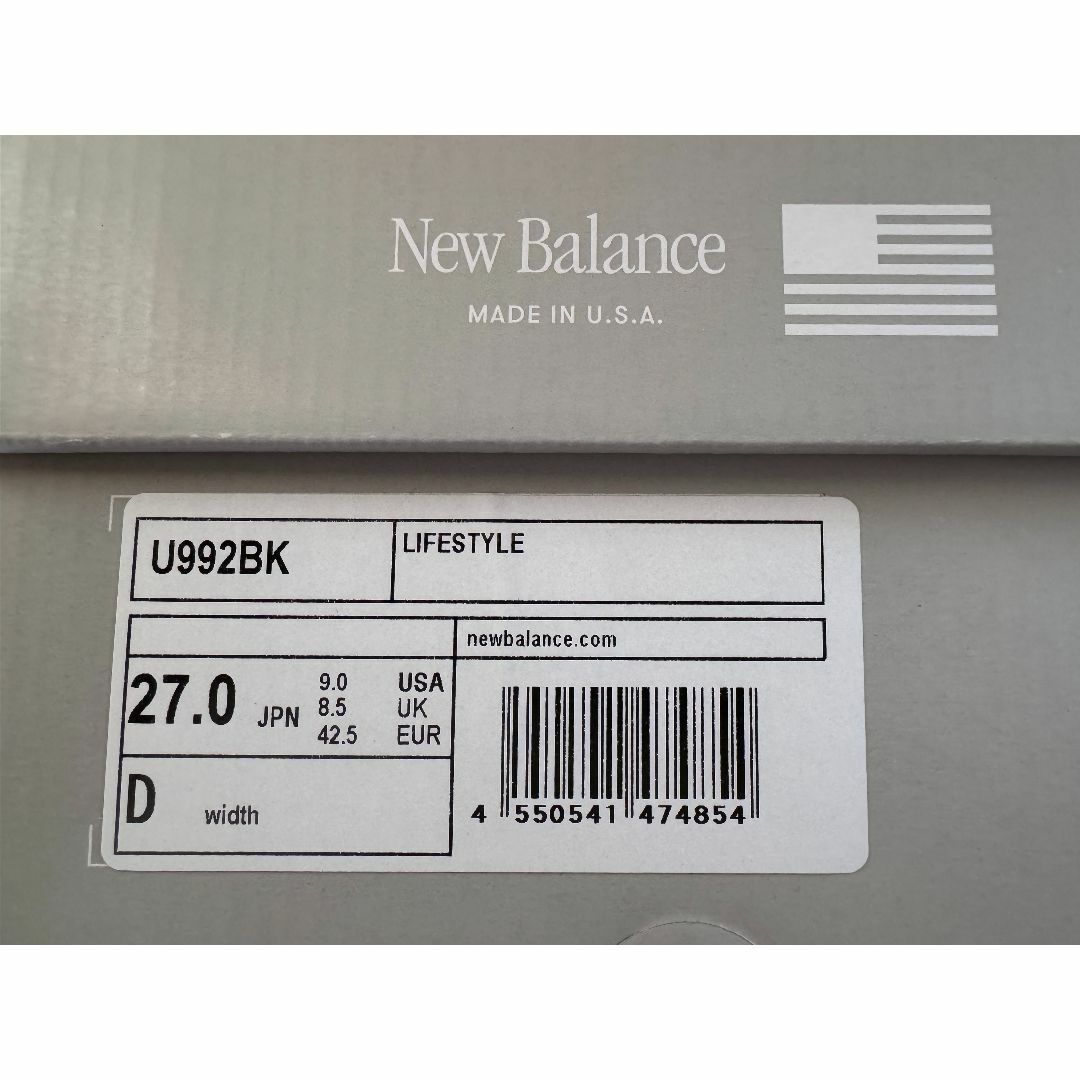 New Balance
MADE IN U.S.A.
U992BK
LIFESTYLE
newbalance.com
27.0 JPN
9.0 USA
8.5 UK
42.5 EUR
D width
4 550541 474854